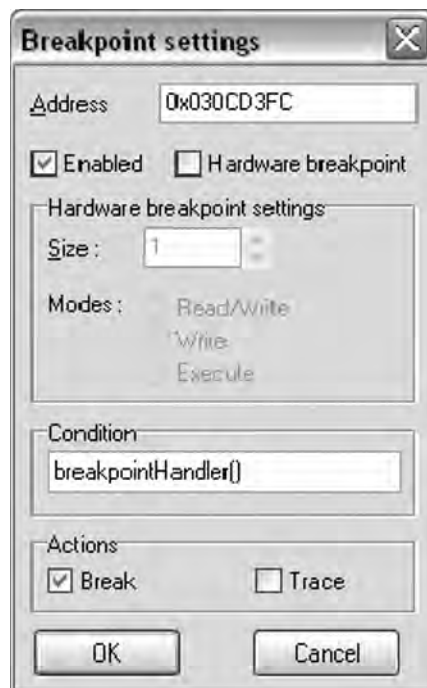 Breakpoint settings
Address 0x030CD3FC
Enabled Hardware breakpoint
Hardware breakpoint settings
Size : 1
Modes : Read/Write
Write
Execute
Condition
breakpointHandler()
Actions
Break Trace
OK Cancel